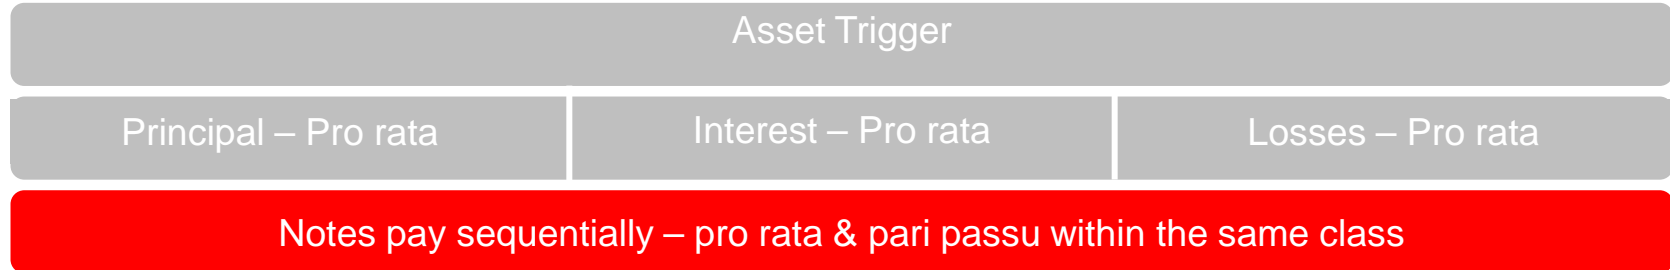 Asset Trigger
Principal – Pro rata
Interest – Pro rata
Losses – Pro rata
Notes pay sequentially – pro rata & pari passu within the same class